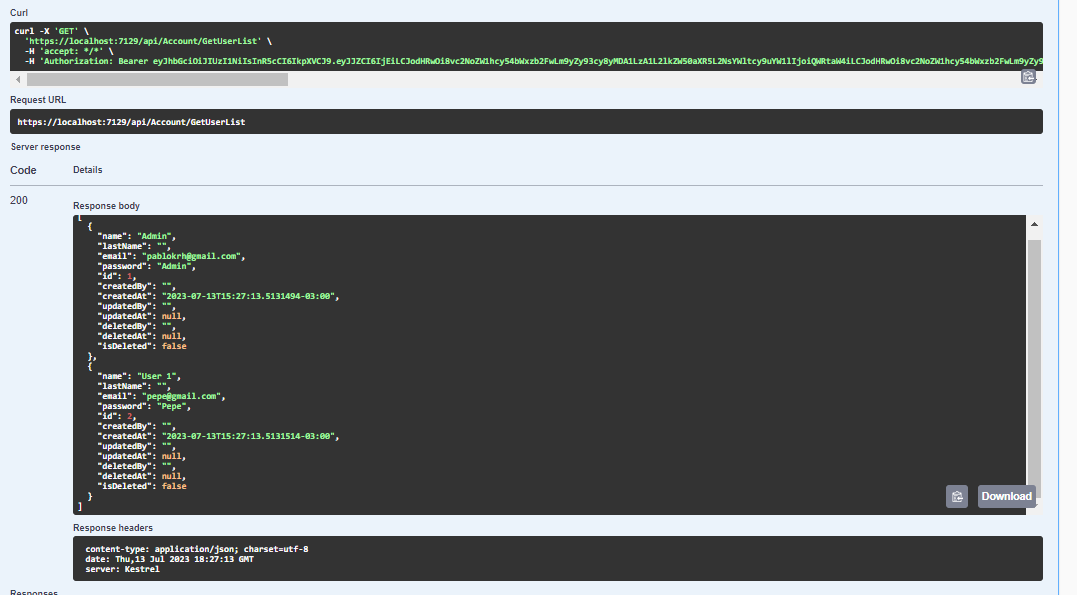 Curl
curl -X 'GET' \
'https://localhost:7129/api/Account/GetUserList' \
-H 'accept: */*' \
-H 'Authorization: Bearer
Request URL
https://localhost:7129/api/Account/GetUserList
Server response
Code Details
200
Response body
[
{
"name": "Admin",
"lastName": "",
"email": "pablokrh@gmail.com",
"password": "Admin",
"id": 1,
"createdBy": "",
"createdAt": "2023-07-13T15:27:13.5131494-03:00",
"updatedBy": "",
"updatedAt": null,
"deletedBy": "",
"deletedAt": null,
"isDeleted": false
},
{
"name": "User 1",
"lastName": "",
"email": "pepe@gmail.com",
"password": "Pepe",
"id": 2,
"createdBy": "",
"createdAt": "2023-07-13T15:27:13.5131514-03:00",
"updatedBy": "",
"updatedAt": null,
"deletedBy": "",
"deletedAt": null,
"isDeleted": false
}
]
Download
Response headers
content-type: application/json; charset=utf-8
date: Thu,13 Jul 2023 18:27:13 GMT
server: Kestrel
Responses